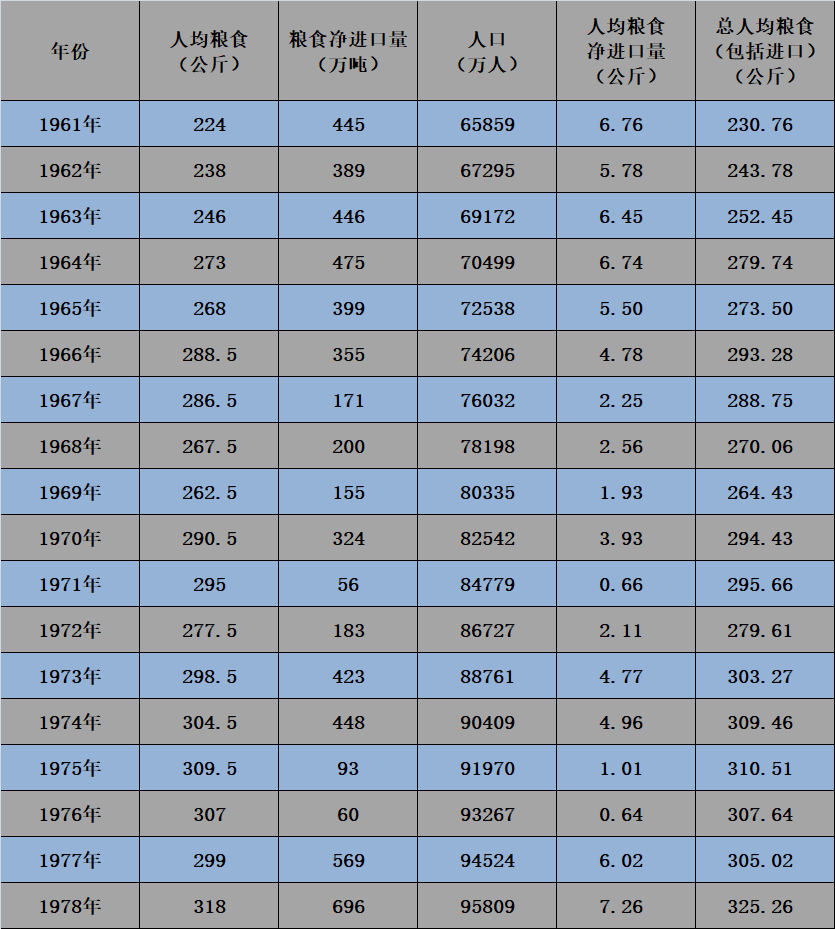 年份 人均粮食（公斤） 粮食净进口量（万吨） 人口（万人） 人均粮食净进口量（公斤） 总人均粮食（包括进口）（公斤）
1961年 224 445 65859 6.76 230.76
1962年 238 389 67295 5.78 243.78
1963年 246 446 69172 6.45 252.45
1964年 273 475 70499 6.74 279.74
1965年 268 399 72538 5.50 273.50
1966年 288.5 355 74206 4.78 293.28
1967年 286.5 171 76032 2.25 288.75
1968年 267.5 200 78198 2.56 270.06
1969年 262.5 155 80335 1.93 264.43
1970年 290.5 324 82542 3.93 294.43
1971年 295 56 84779 0.66 295.66
1972年 277.5 183 86727 2.11 279.61
1973年 298.5 423 88761 4.77 303.27
1974年 304.5 448 90409 4.96 309.46
1975年 309.5 93 91970 1.01 310.51
1976年 307 60 93267 0.64 307.64
1977年 299 569 94524 6.02 305.02
1978年 318 696 95809 7.26 325.26